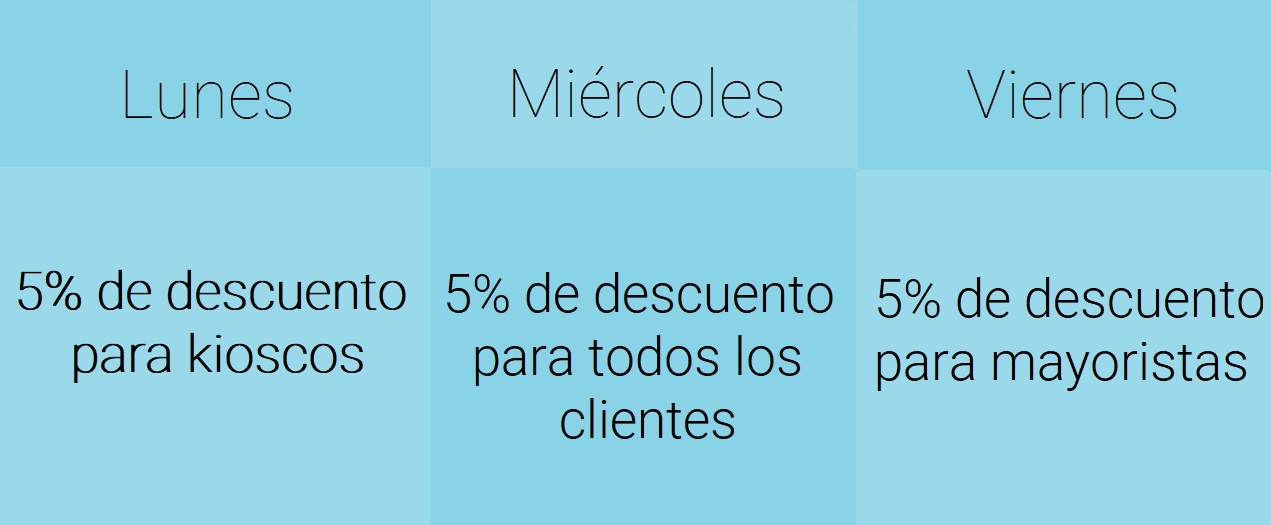 Lunes
Miércoles
Viernes
5% de descuento
para kioscos
5% de descuento
para todos los
clientes
5% de descuento
para mayoristas